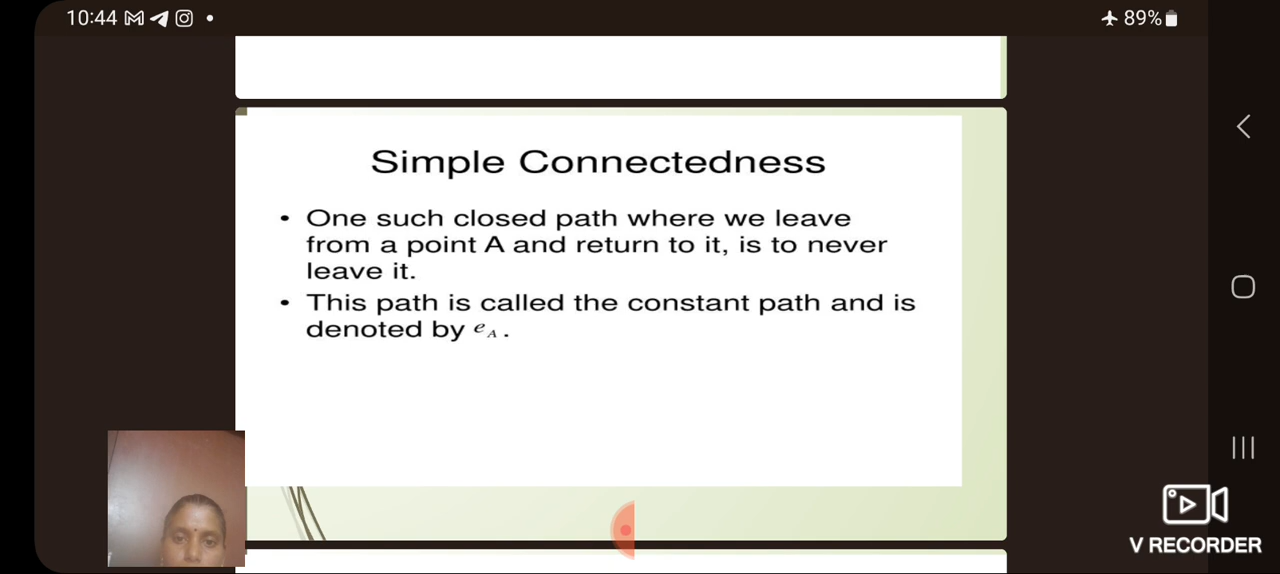 10:44
89%
Simple Connectedness
• One such closed path where we leave
from a point A and return to it, is to never
leave it.
• This path is called the constant path and is
denoted by e_A .
V RECORDER